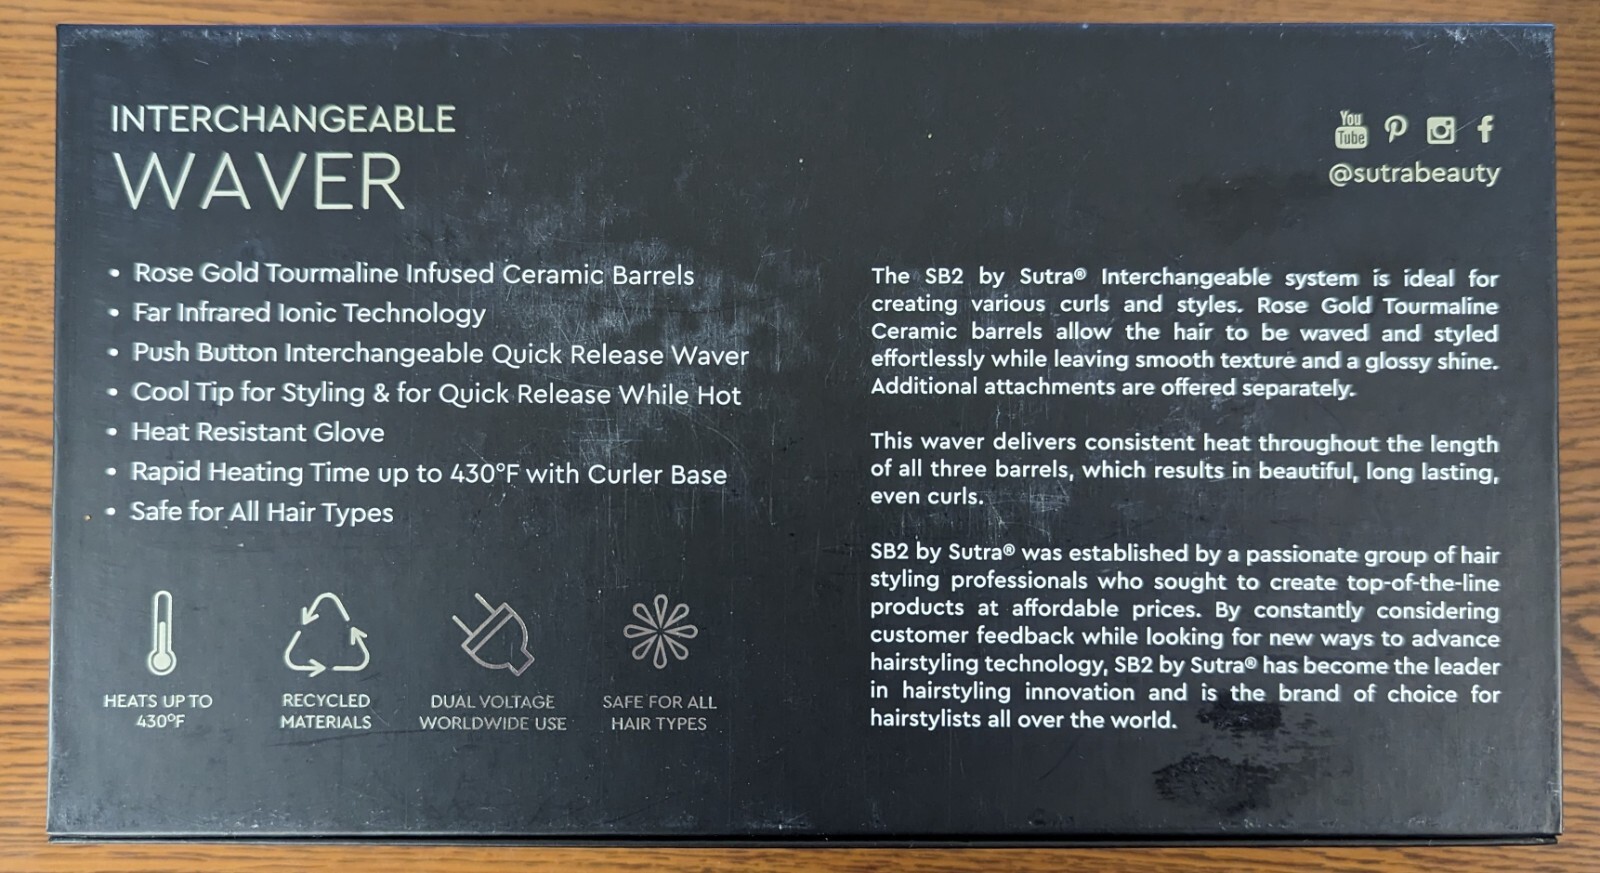 INTERCHANGEABLE
WAVER
• Rose Gold Tourmaline Infused Ceramic Barrels
• Far Infrared Ionic Technology
• Push Button Interchangeable Quick Release Waver
• Cool Tip for Styling & for Quick Release While Hot
• Heat Resistant Glove
• Rapid Heating Time up to 430°F with Curler Base
• Safe for All Hair Types
HEATS UP TO
430°F
RECYCLED
MATERIALS
DUAL VOLTAGE
WORLDWIDE USE
SAFE FOR ALL
HAIR TYPES
You
Tube
@sutrabeauty
The SB2 by Sutra® Interchangeable system is ideal for
creating various curls and styles. Rose Gold Tourmaline
Ceramic barrels allow the hair to be waved and styled
effortlessly while leaving smooth texture and a glossy shine.
Additional attachments are offered separately.
This waver delivers consistent heat throughout the length
of all three barrels, which results in beautiful, long lasting,
even curls.
SB2 by Sutra® was established by a passionate group of hair
styling professionals who sought to create top-of-the-line
products at affordable prices. By constantly considering
customer feedback while looking for new ways to advance
hairstyling technology, SB2 by Sutra® has become the leader
in hairstyling innovation and is the brand of choice for
hairstylists all over the world.